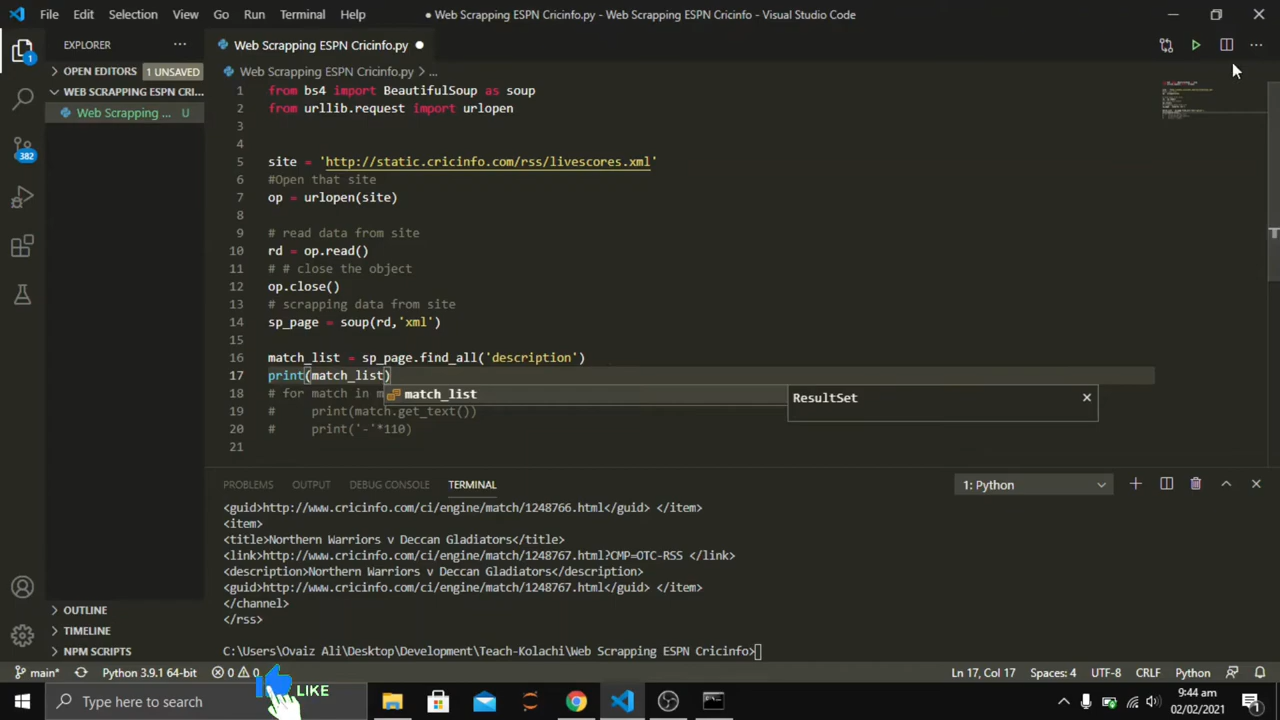 File Edit Selection View Go Run Terminal Help
● Web Scrapping ESPN Cricinfo.py - Web Scrapping ESPN Cricinfo - Visual Studio Code
EXPLORER
OPEN EDITORS 1 UNSAVED
WEB SCRAPPING ESPN CRI...
Web Scrapping ... U
Web Scrapping ESPN Cricinfo.py
Web Scrapping ESPN Cricinfo.py > ...
1 from bs4 import BeautifulSoup as soup
2 from urllib.request import urlopen
3
4
5 site = 'http://static.cricinfo.com/rss/livescores.xml'
6 #Open that site
7 op = urlopen(site)
8
9 # read data from site
10 rd = op.read()
11 # # close the object
12 op.close()
13 # scrapping data from site
14 sp_page = soup(rd,'xml')
15
16 match_list = sp_page.find_all('description')
17 print(match_list)
18 # for match in m
match_list
ResultSet
19 # print(match.get_text())
20 # print('-'*110)
21
PROBLEMS OUTPUT DEBUG CONSOLE TERMINAL
1: Python
<guid>http://www.cricinfo.com/ci/engine/match/1248766.html</guid> </item>
<item>
<title>Northern Warriors v Deccan Gladiators</title>
<link>http://www.cricinfo.com/ci/engine/match/1248767.html?CMP=OTC-RSS </link>
<description>Northern Warriors v Deccan Gladiators</description>
<guid>http://www.cricinfo.com/ci/engine/match/1248767.html</guid> </item>
</channel>
</rss>
C:\Users\Ovaiz Ali\Desktop\Development\Teach-Kolachi\Web Scrapping ESPN Cricinfo>
1
382
OUTLINE
TIMELINE
NPM SCRIPTS
main* Python 3.9.1 64-bit 0 0
Ln 17, Col 17 Spaces: 4 UTF-8 CRLF Python
LIKE
Type here to search
9:44 am
02/02/2021
1